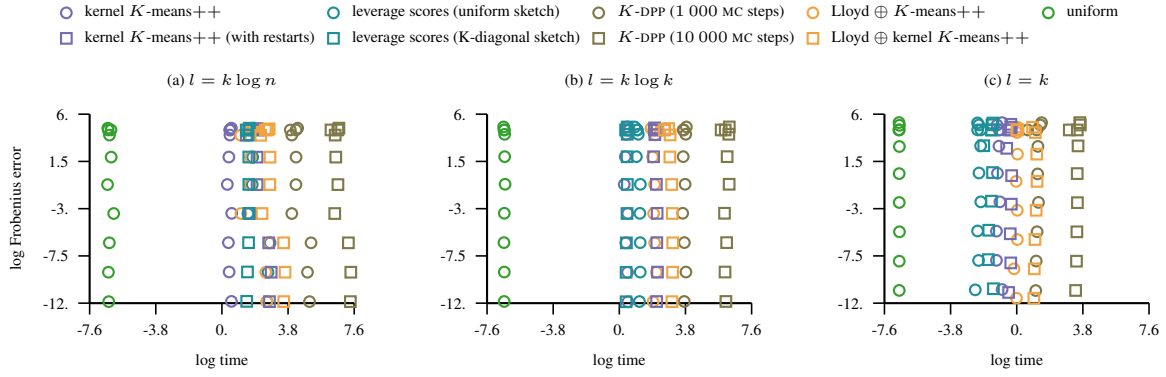 kernel K-means++ leverage scores (uniform sketch) K-DPP (1 000 MC steps) Lloyd ⊕ K-means++ uniform
kernel K-means++ (with restarts) leverage scores (K-diagonal sketch) K-DPP (10 000 MC steps) Lloyd ⊕ kernel K-means++
(a) l = k log n
log Frobenius error
6.
1.5
-3.
-7.5
-12.
-7.6 -3.8 0. 3.8 7.6
log time
(b) l = k log k
6.
1.5
-3.
-7.5
-12.
-7.6 -3.8 0. 3.8 7.6
log time
(c) l = k
6.
1.5
-3.
-7.5
-12.
-7.6 -3.8 0. 3.8 7.6
log time